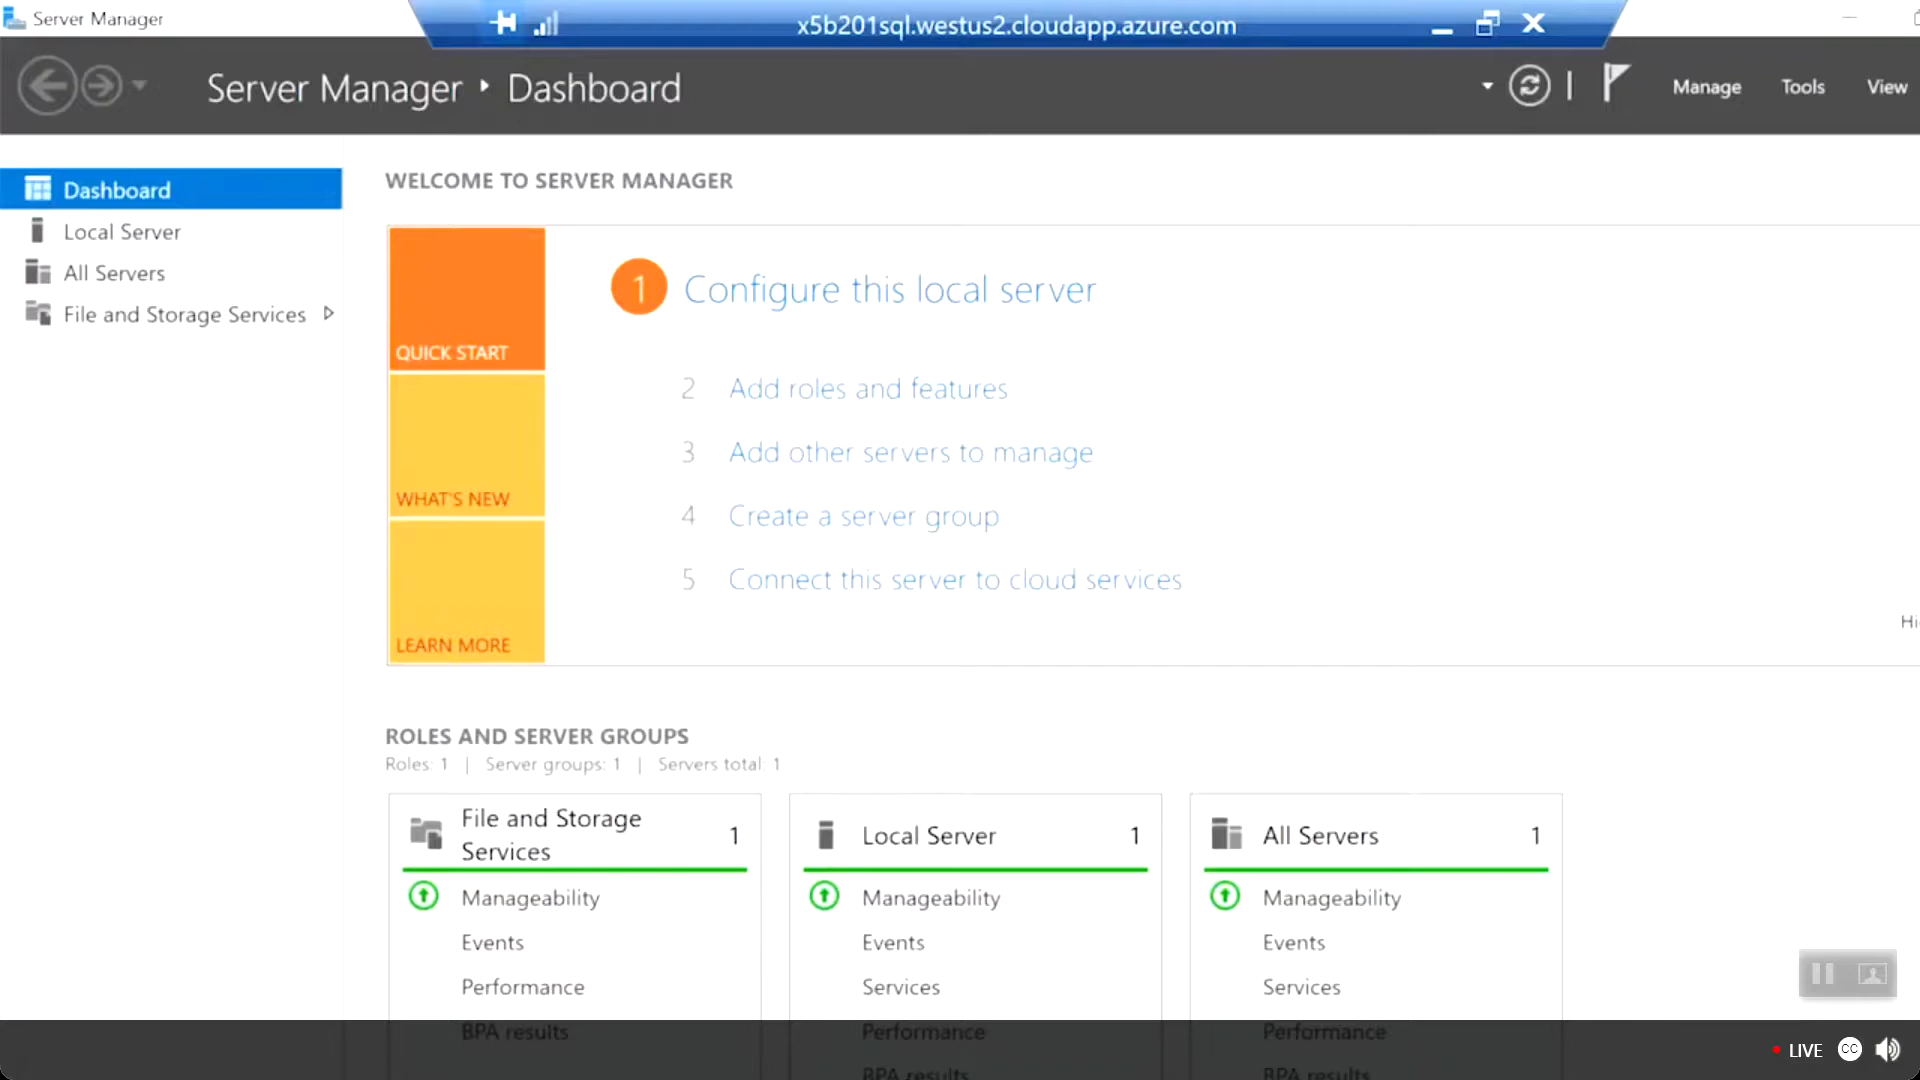 Server Manager
x5b201sql.westus2.cloudapp.azure.com
Server Manager Dashboard
Manage Tools View
Dashboard
Local Server
All Servers
File and Storage Services
WELCOME TO SERVER MANAGER
QUICK START
WHAT'S NEW
LEARN MORE
1 Configure this local server
2 Add roles and features
3 Add other servers to manage
4 Create a server group
5 Connect this server to cloud services
Hi
ROLES AND SERVER GROUPS
Roles: 1 | Server groups: 1 | Servers total: 1
File and Storage
Services
1
Manageability
Events
Performance
BPA results
Local Server 1
Manageability
Events
Services
Performance
BPA results
All Servers 1
Manageability
Events
Services
Performance
BPA results
LIVE CC